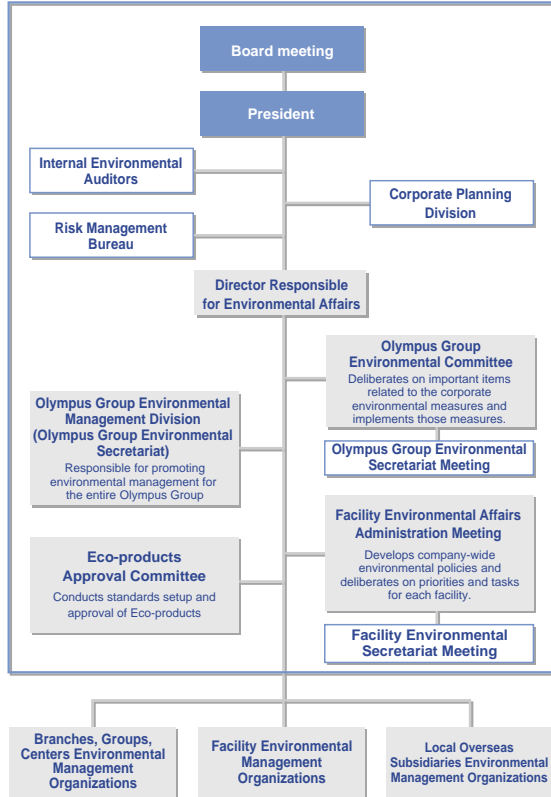 Board meeting
President
Internal Environmental
Auditors
Corporate Planning
Division
Risk Management
Bureau
Director Responsible
for Environmental Affairs
Olympus Group
Environmental Committee
Deliberates on important items
related to the corporate
environmental measures and
implements those measures.
Olympus Group Environmental
Secretariat Meeting
Olympus Group Environmental
Management Division
(Olympus Group Environmental
Secretariat)
Responsible for promoting
environmental management for
the entire Olympus Group
Facility Environmental Affairs
Administration Meeting
Develops company-wide
environmental policies and
deliberates on priorities and tasks
for each facility.
Facility Environmental
Secretariat Meeting
Eco-products
Approval Committee
Conducts standards setup and
approval of Eco-products
Branches, Groups,
Centers Environmental
Management
Organizations
Facility Environmental
Management
Organizations
Local Overseas
Subsidiaries Environmental
Management Organizations